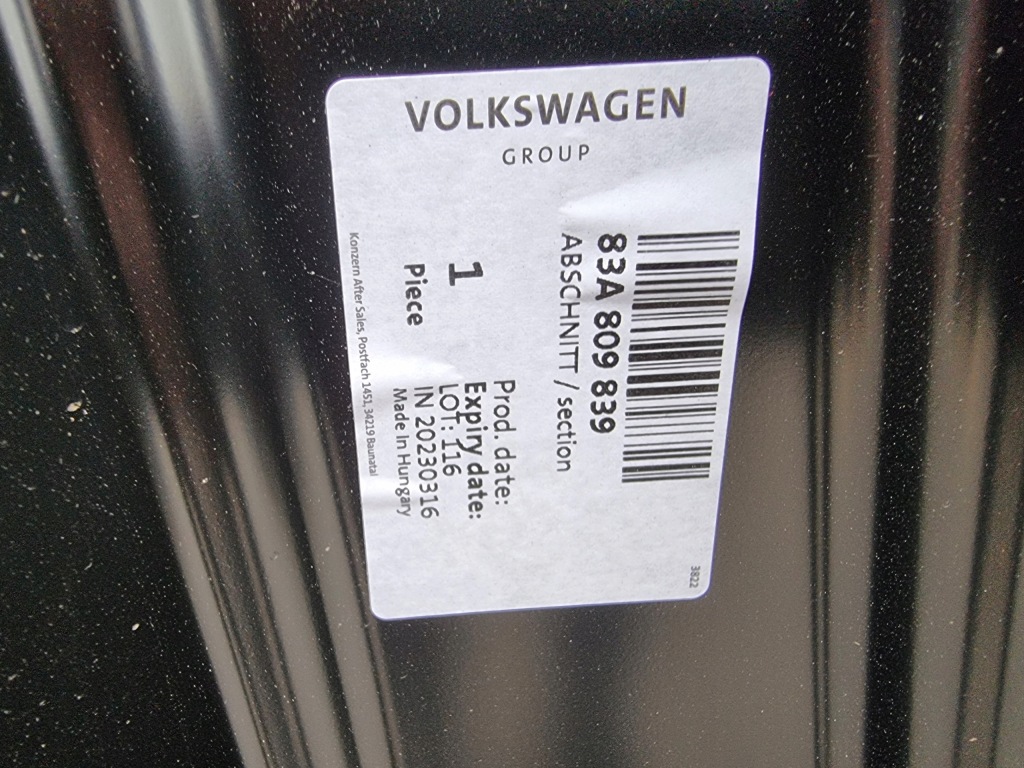 VOLKSWAGEN
GROUP
83A 809 839
ABSCHNITT / section
Prod. date:
Expiry date:
1
LOT: 116
Piece
IN 20230316
Made In Hungary
Konzern After Sales, Postfach 1451, 34219 Baunatal
3822